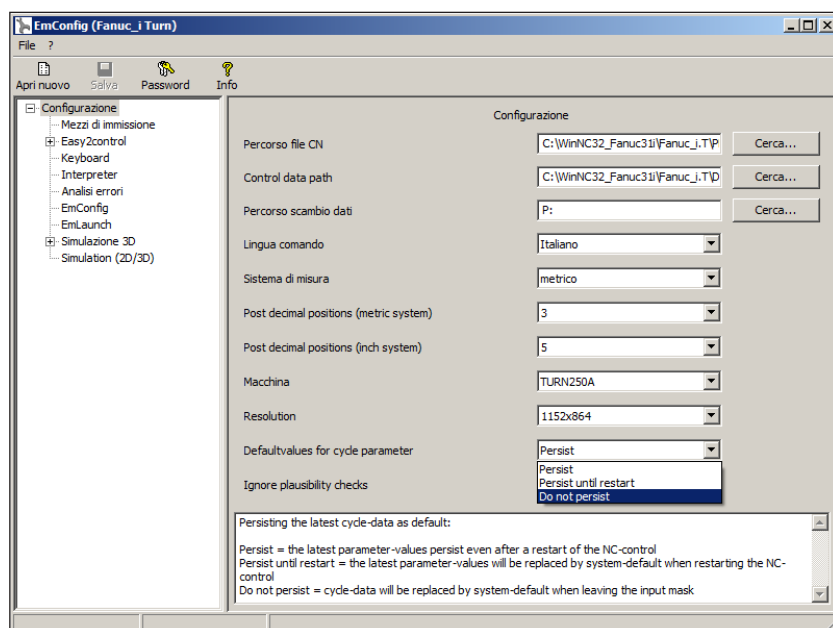 EmConfig (Fanuc_i Turn)
File ?
Apri nuovo Salva Password Info
Configurazione
Mezzi di immissione
Easy2control
Keyboard
Interpreter
Analisi errori
EmConfig
EmLaunch
Simulazione 3D
Simulation (2D/3D)
Configurazione
Percorso file CN C:\WinNC32_Fanuc31i\Fanuc_i.T\P Cerca...
Control data path C:\WinNC32_Fanuc31i\Fanuc_i.T\D Cerca...
Percorso scambio dati P: Cerca...
Lingua comando Italiano
Sistema di misura metrico
Post decimal positions (metric system) 3
Post decimal positions (inch system) 5
Macchina TURN250A
Resolution 1152x864
Defaultvalues for cycle parameter Persist
Persist
Persist until restart
Do not persist
Ignore plausibility checks
Persisting the latest cycle-data as default:
Persist = the latest parameter-values persist even after a restart of the NC-control
Persist until restart = the latest parameter-values will be replaced by system-default when restarting the NC-
control
Do not persist = cycle-data will be replaced by system-default when leaving the input mask